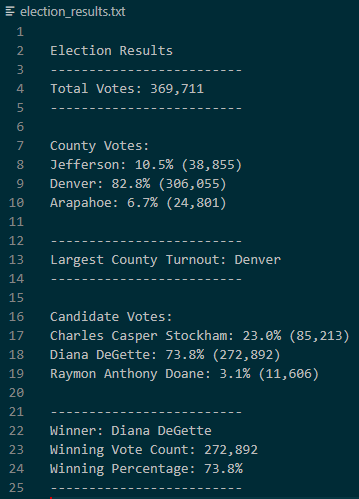 election_results.txt
1
2 Election Results
3 -------------------------
4 Total Votes: 369,711
5 -------------------------
6
7 County Votes:
8 Jefferson: 10.5% (38,855)
9 Denver: 82.8% (306,055)
10 Arapahoe: 6.7% (24,801)
11
12 -------------------------
13 Largest County Turnout: Denver
14 -------------------------
15
16 Candidate Votes:
17 Charles Casper Stockham: 23.0% (85,213)
18 Diana DeGette: 73.8% (272,892)
19 Raymon Anthony Doane: 3.1% (11,606)
20
21 -------------------------
22 Winner: Diana DeGette
23 Winning Vote Count: 272,892
24 Winning Percentage: 73.8%
25 -------------------------